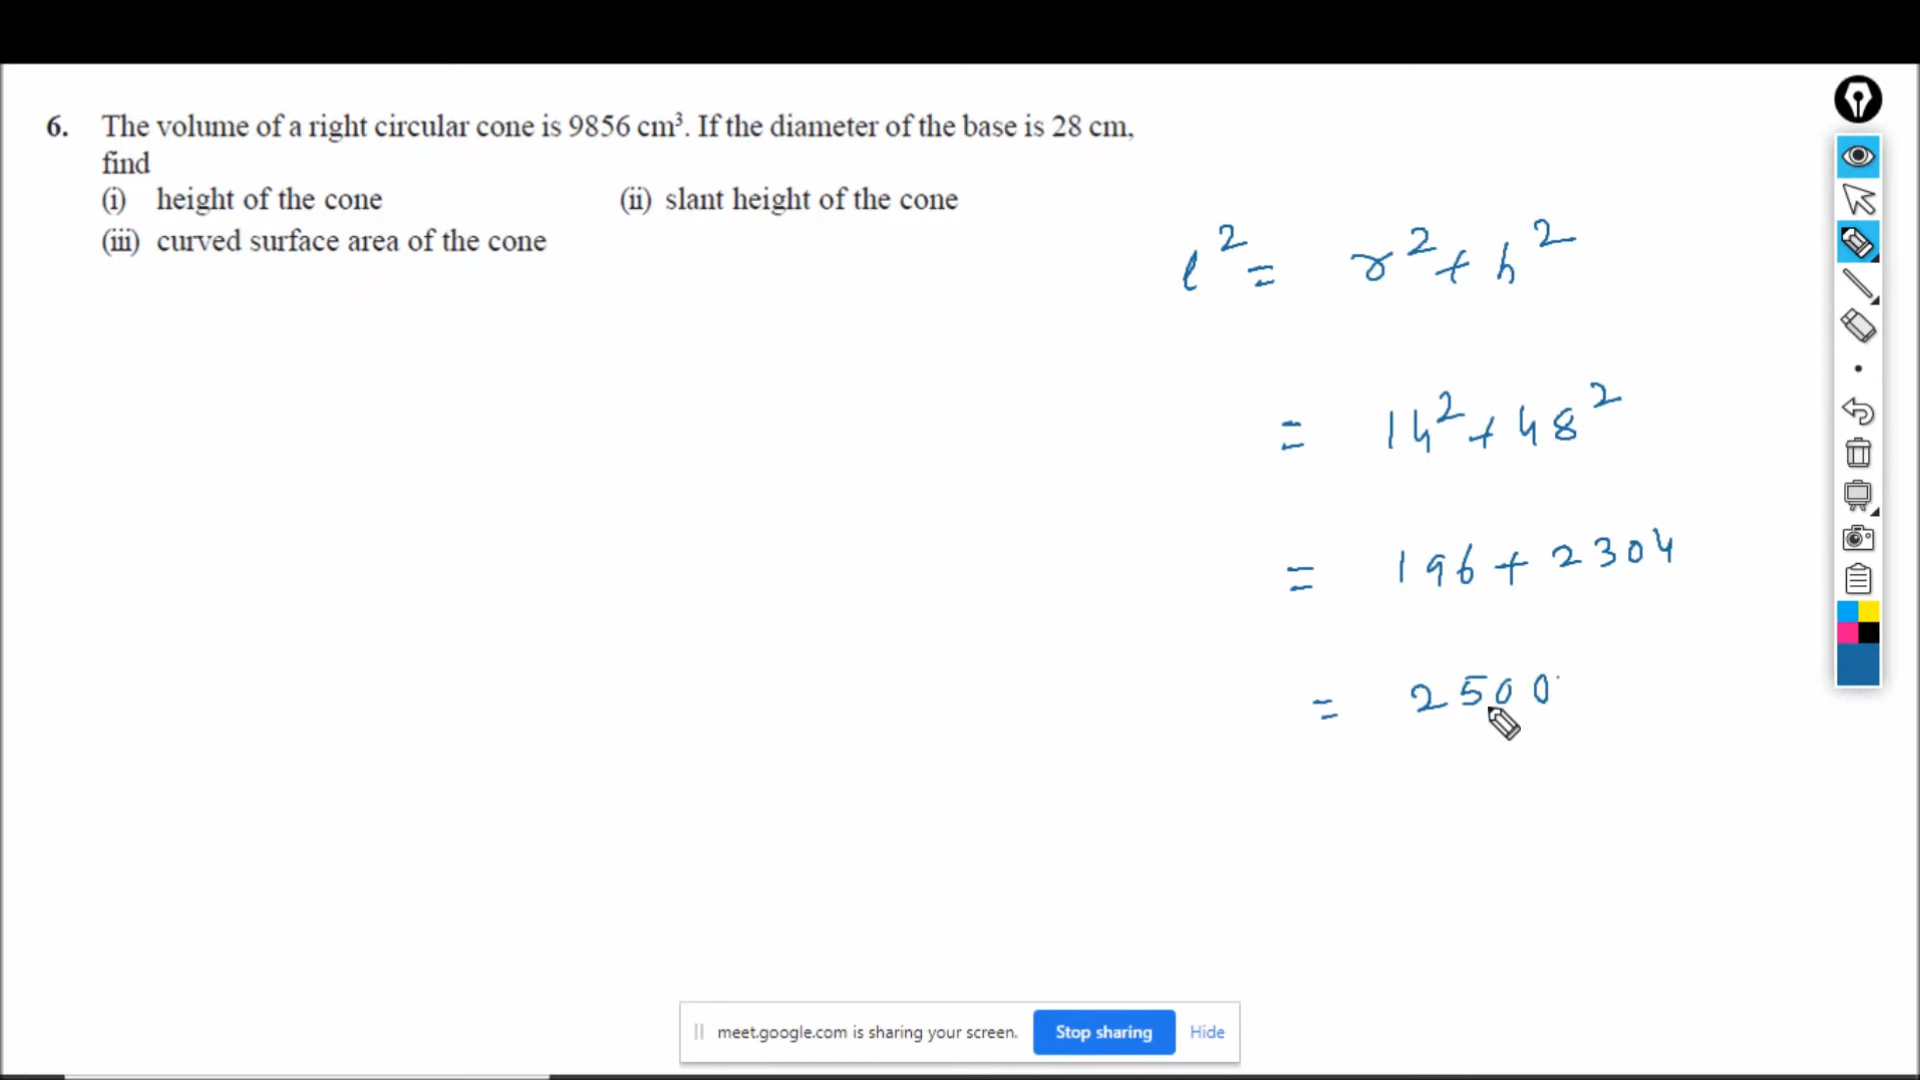 6. The volume of a right circular cone is 9856 cm³. If the diameter of the base is 28 cm,
find
(i) height of the cone (ii) slant height of the cone
(iii) curved surface area of the cone
l² = r² + h²
= 14² + 48²
= 196 + 2304
= 2500
meet.google.com is sharing your screen. Stop sharing Hide